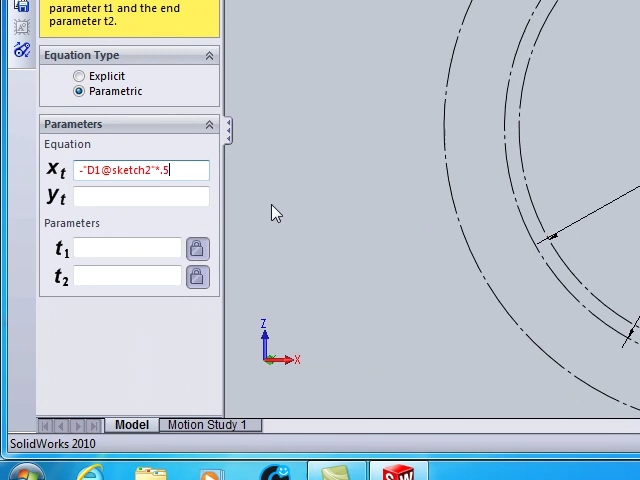 parameter t1 and the end
parameter t2.
Equation Type
Explicit
Parametric
Parameters
Equation
xt -"D1@sketch2"*.5
yt
Parameters
t1
t2
Z
X
Model Motion Study 1
SolidWorks 2010
SW